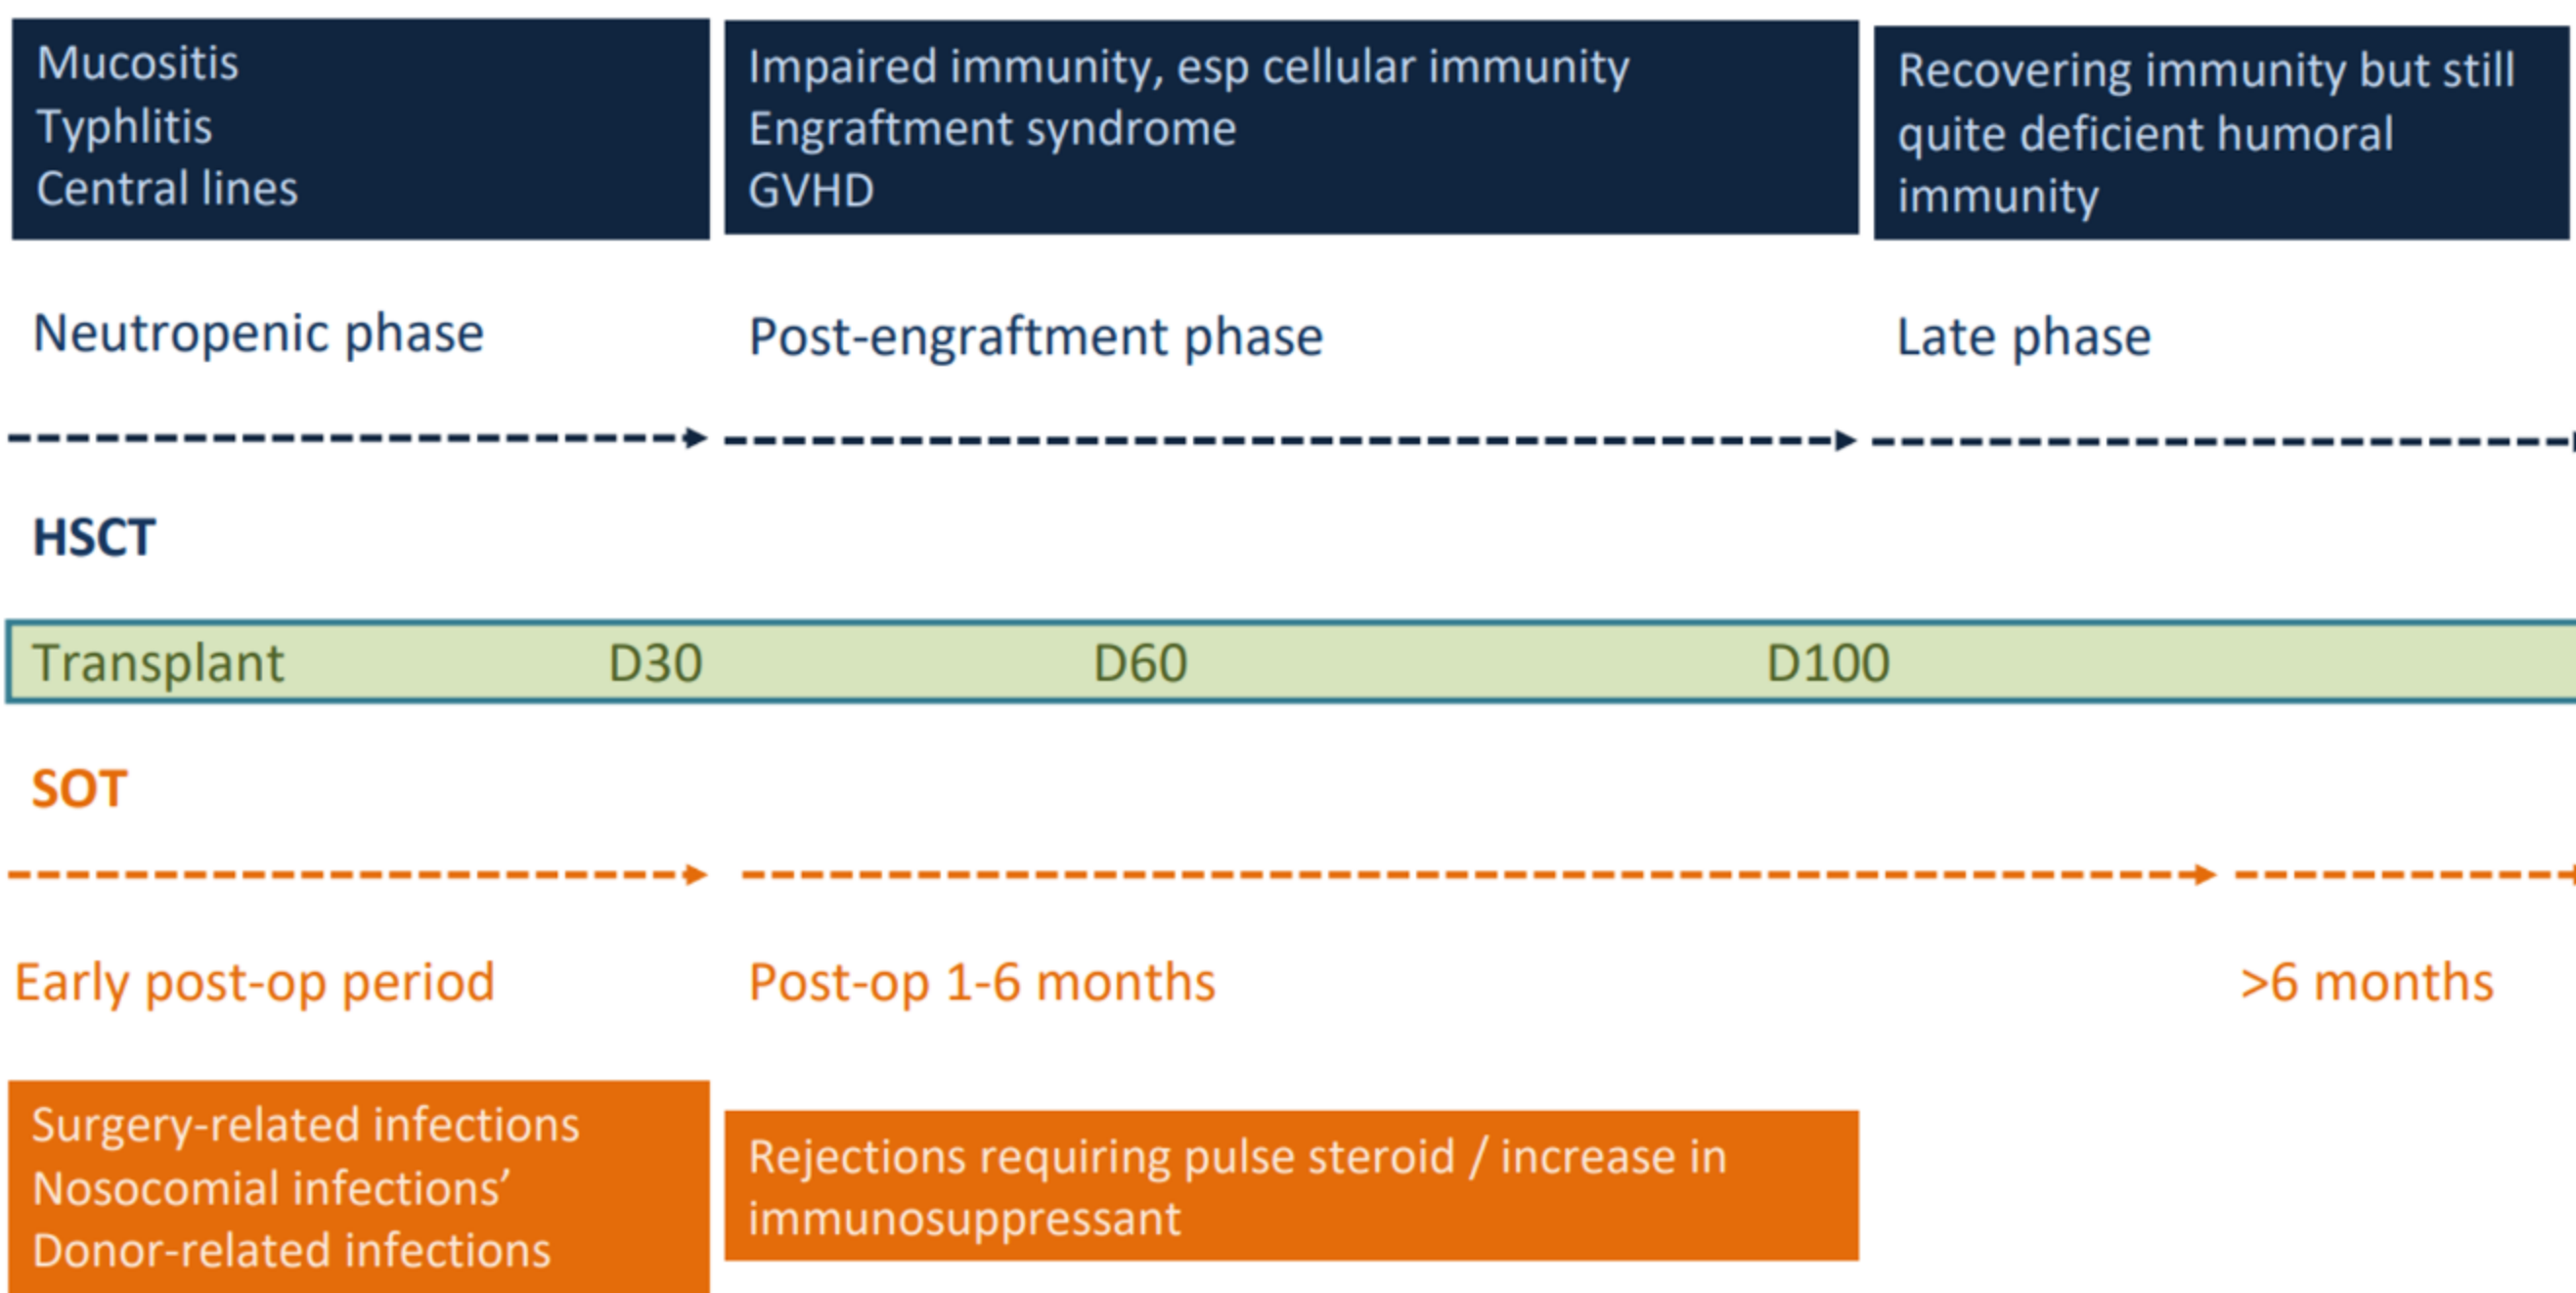 Mucositis
Typhlitis
Central lines
Impaired immunity, esp cellular immunity
Engraftment syndrome
GVHD
Recovering immunity but still
quite deficient humoral
immunity
Neutropenic phase
Post-engraftment phase
Late phase
HSCT
Transplant D30 D60 D100
SOT
Early post-op period
Post-op 1-6 months
>6 months
Surgery-related infections
Nosocomial infections’
Donor-related infections
Rejections requiring pulse steroid / increase in
immunosuppressant